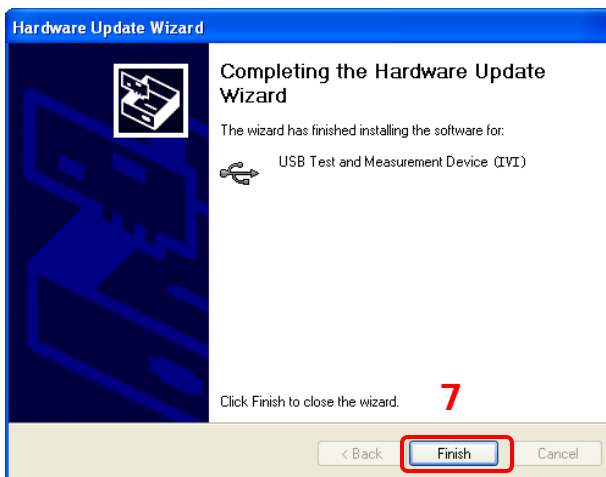 Hardware Update Wizard
Completing the Hardware Update
Wizard
The wizard has finished installing the software for:
USB Test and Measurement Device (IVI)
Click Finish to close the wizard.
7
< Back
Finish
Cancel